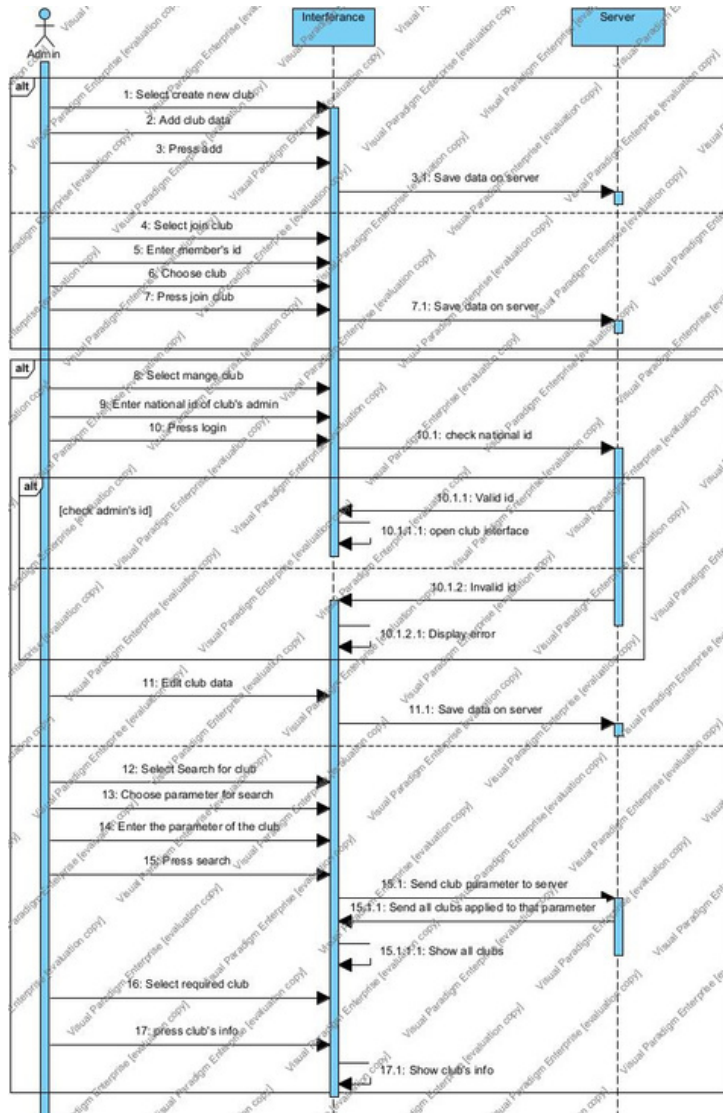 Admin
Interferance
Server
alt
1: Select create new club
2: Add club data
3: Press add
3.1: Save data on server
4: Select join club
5: Enter member's id
6: Choose club
7: Press join club
7.1: Save data on server
alt
8: Select mange club
9: Enter national id of club's admin
10: Press login
10.1: check national id
alt
[check admin's id]
10.1.1: Valid id
10.1.1.1: open club interface
10.1.2: Invalid id
10.1.2.1: Display error
11: Edit club data
11.1: Save data on server
12: Select Search for club
13: Choose parameter for search
14: Enter the parameter of the club
15: Press search
15.1: Send club parameter to server
15.1.1: Send all clubs applied to that parameter
15.1.1.1: Show all clubs
16: Select required club
17: press club's info
17.1: Show club's info
Visual Paradigm Enterprise [evaluation copy]